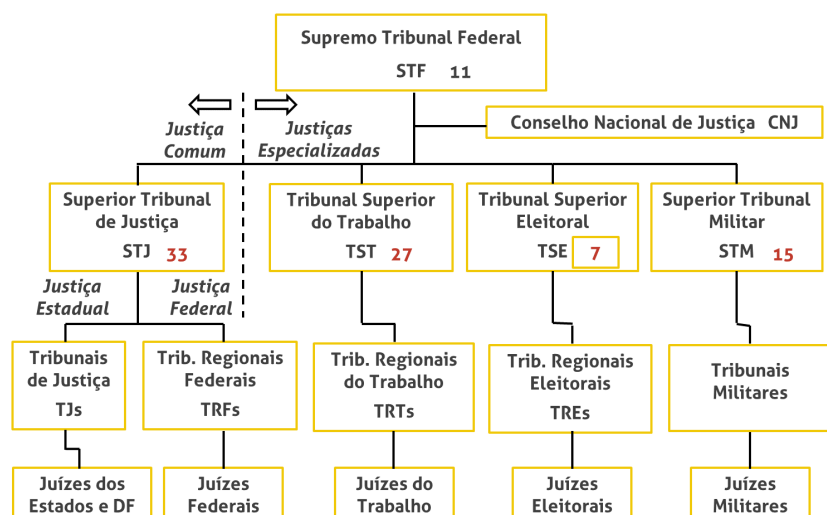 Supremo Tribunal Federal
STF 11
Conselho Nacional de Justiça CNJ
Justiça
Comum
Justiças
Especializadas
Superior Tribunal
de Justiça
STJ 33
Tribunal Superior
do Trabalho
TST 27
Tribunal Superior
Eleitoral
TSE 7
Superior Tribunal
Militar
STM 15
Justiça
Estadual
Justiça
Federal
Tribunais
de Justiça
TJs
Trib. Regionais
Federais
TRFs
Trib. Regionais
do Trabalho
TRTs
Trib. Regionais
Eleitorais
TREs
Tribunais
Militares
Juízes dos
Estados e DF
Juízes
Federais
Juízes do
Trabalho
Juízes
Eleitorais
Juízes
Militares